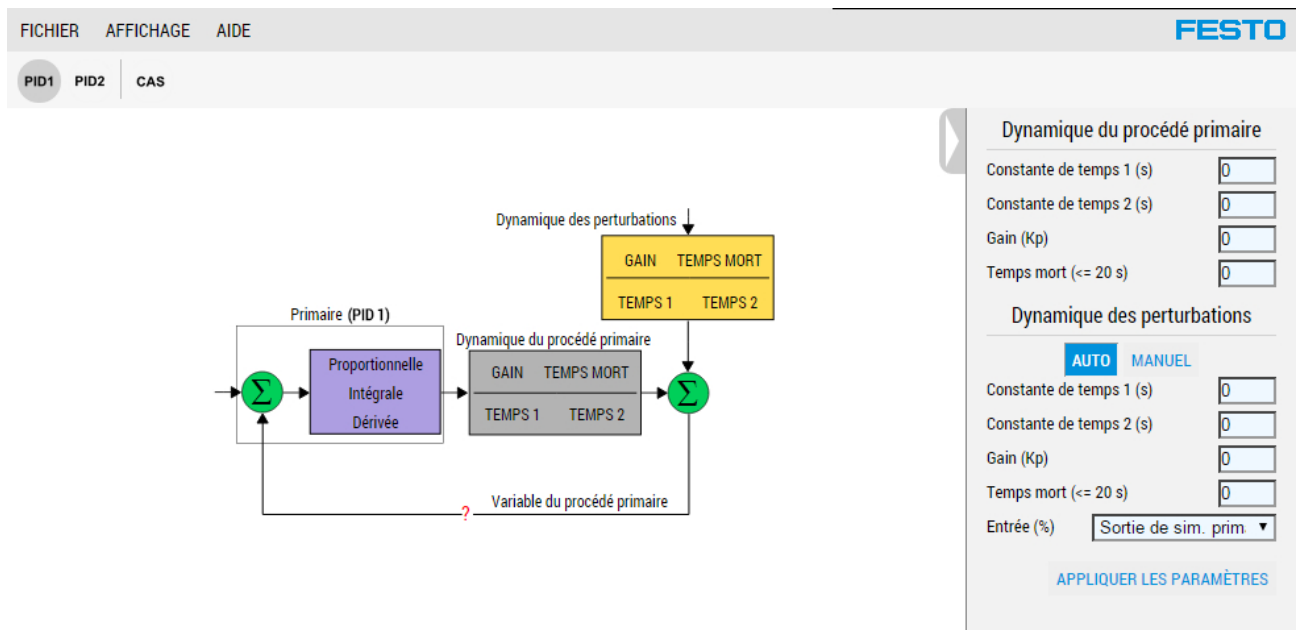 FICHIER AFFICHAGE AIDE FESTO
PID1 PID2 CAS
Dynamique des perturbations
GAIN TEMPS MORT
TEMPS 1 TEMPS 2
Primaire (PID 1)
Σ
Proportionnelle
Intégrale
Dérivée
Dynamique du procédé primaire
GAIN TEMPS MORT
TEMPS 1 TEMPS 2
Σ
Variable du procédé primaire
?
Dynamique du procédé primaire
Constante de temps 1 (s) 0
Constante de temps 2 (s) 0
Gain (Kp) 0
Temps mort (<= 20 s) 0
Dynamique des perturbations
AUTO MANUEL
Constante de temps 1 (s) 0
Constante de temps 2 (s) 0
Gain (Kp) 0
Temps mort (<= 20 s) 0
Entrée (%) Sortie de sim. prim
APPLIQUER LES PARAMÈTRES